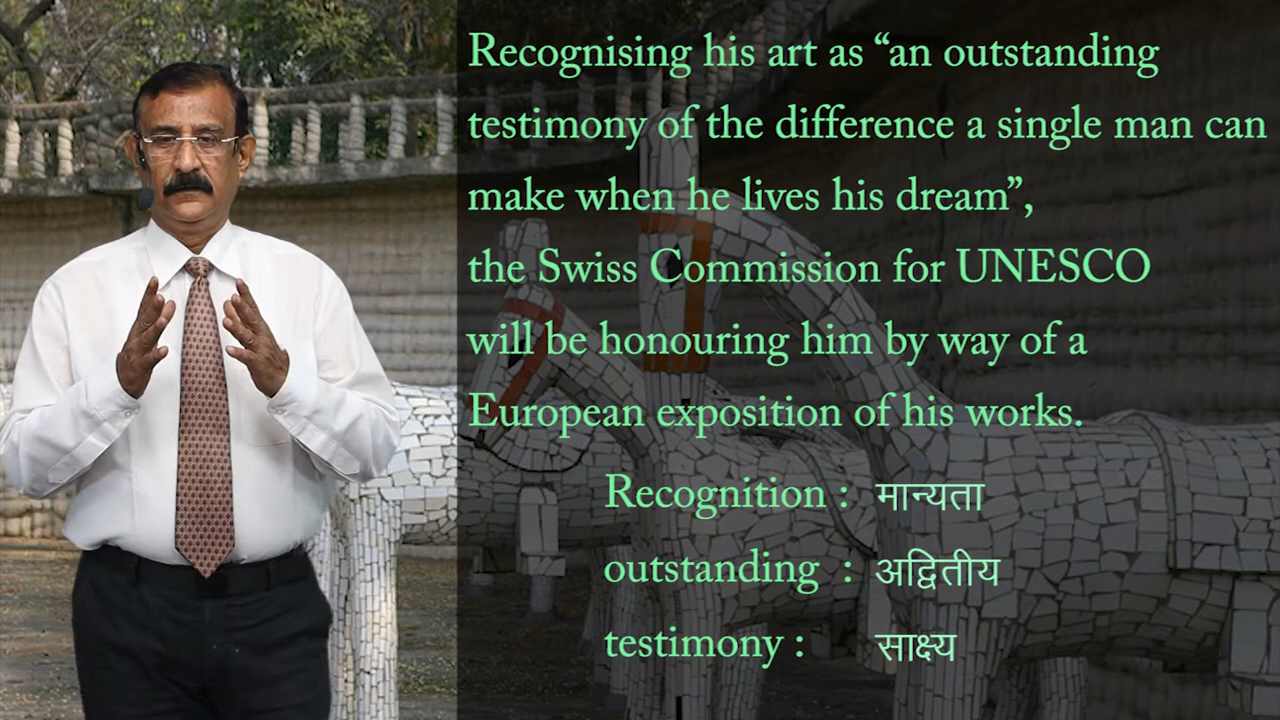 Recognising his art as “an outstanding
testimony of the difference a single man can
make when he lives his dream”,
the Swiss Commission for UNESCO
will be honouring him by way of a
European exposition of his works.
Recognition : मान्यता
outstanding : अद्वितीय
testimony : साक्ष्य